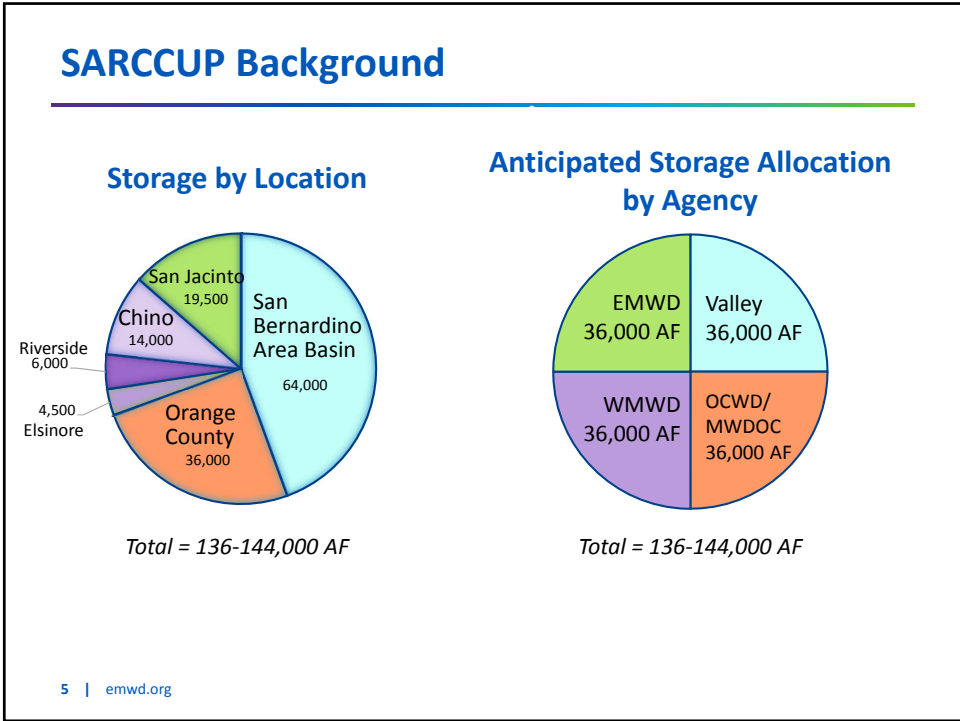 SARCCUP Background
Storage by Location
San Jacinto
19,500
Chino
14,000
Riverside
6,000
4,500
Elsinore
San
Bernardino
Area Basin
64,000
Orange
County
36,000
Total = 136-144,000 AF
Anticipated Storage Allocation
by Agency
EMWD
36,000 AF
Valley
36,000 AF
WMWD
36,000 AF
OCWD/
MWDOC
36,000 AF
Total = 136-144,000 AF
5 | emwd.org